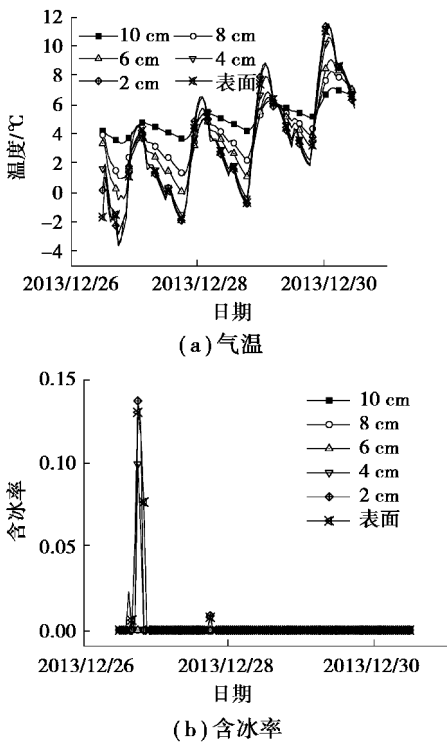 12
10
8
6
4
2
0
−2
−4
温度/℃
10 cm
8 cm
6 cm
4 cm
2 cm
表面
2013/12/26
2013/12/28
2013/12/30
日期
(a)气温
0.15
0.10
0.05
0.00
含冰率
10 cm
8 cm
6 cm
4 cm
2 cm
表面
2013/12/26
2013/12/28
2013/12/30
日期
(b)含冰率